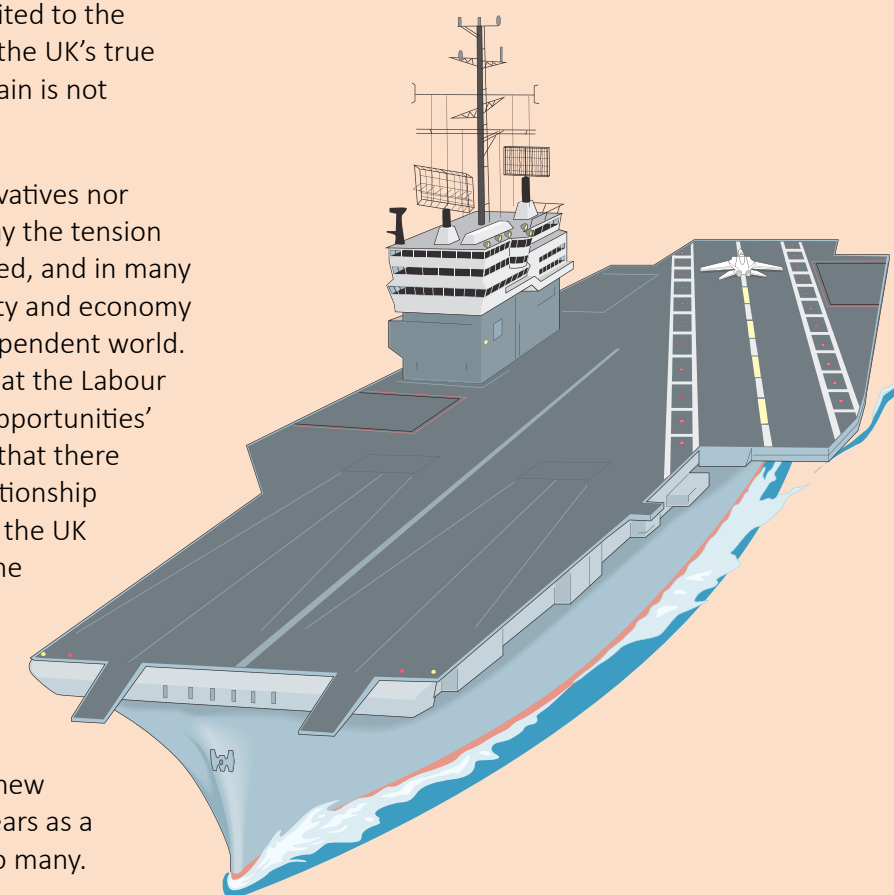 ited to the
the UK’s true
ain is not
vatives nor
y the tension
ed, and in many
ty and economy
pendent world.
at the Labour
pportunities’
that there
tionship
the UK
ne
new
ears as a
o many.